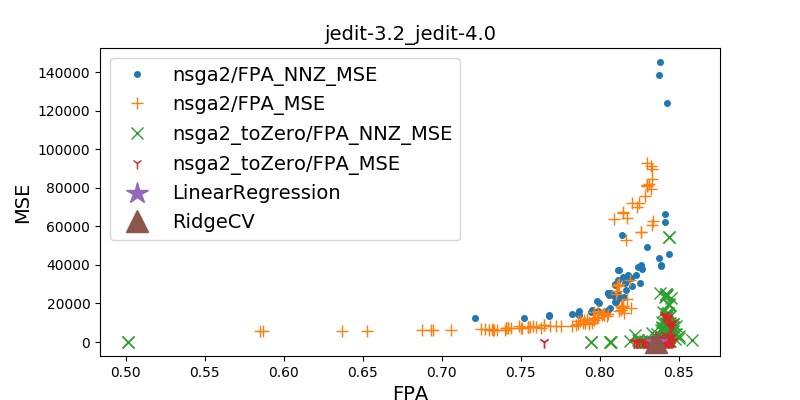 jedit-3.2_jedit-4.0
nsga2/FPA_NNZ_MSE
nsga2/FPA_MSE
nsga2_toZero/FPA_NNZ_MSE
nsga2_toZero/FPA_MSE
LinearRegression
RidgeCV
MSE
140000
120000
100000
80000
60000
40000
20000
0
0.50 0.55 0.60 0.65 0.70 0.75 0.80 0.85
FPA